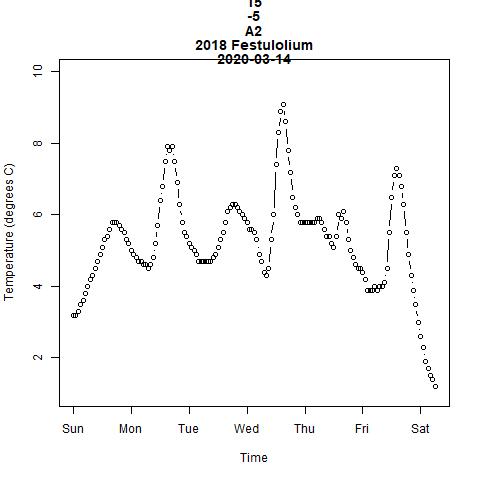 15
-5
A2
2018 Festulolium
2020-03-14
Temperature (degrees C)
10
8
6
4
2
Sun Mon Tue Wed Thu Fri Sat
Time